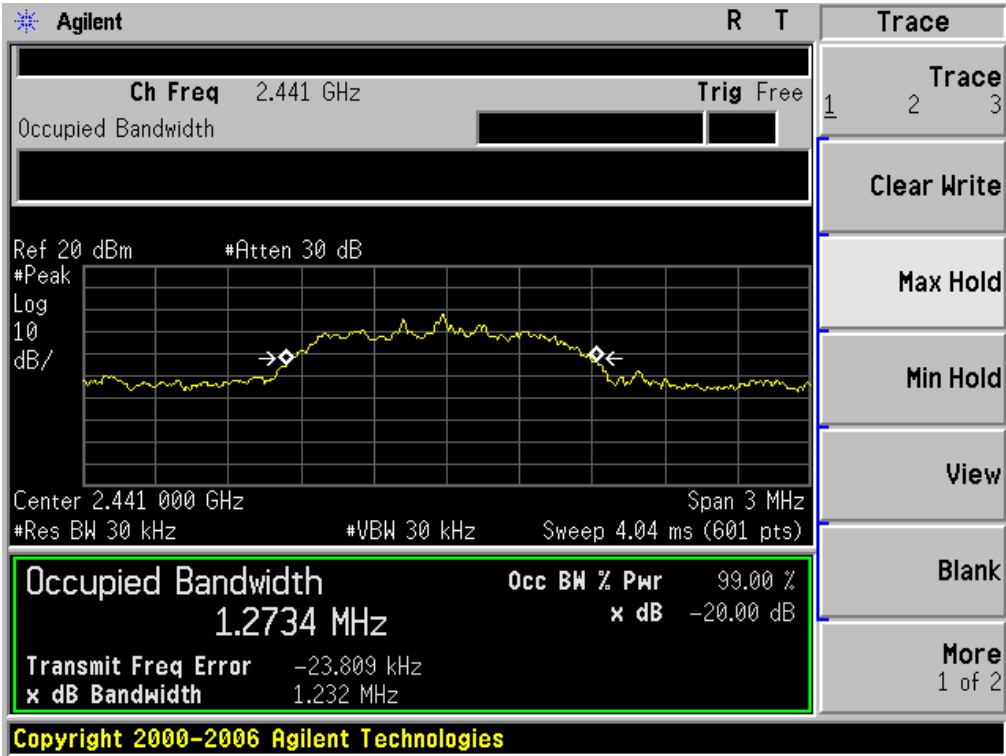 Agilent R T Trace
Ch Freq 2.441 GHz Trig Free
Occupied Bandwidth
Trace
1 2 3
Clear Write
Max Hold
Min Hold
View
Blank
More
1 of 2
Ref 20 dBm #Atten 30 dB
#Peak
Log
10
dB/
Center 2.441 000 GHz Span 3 MHz
#Res BW 30 kHz #VBW 30 kHz Sweep 4.04 ms (601 pts)
Occupied Bandwidth Occ BW % Pwr 99.00 %
1.2734 MHz x dB -20.00 dB
Transmit Freq Error -23.809 kHz
x dB Bandwidth 1.232 MHz
Copyright 2000-2006 Agilent Technologies